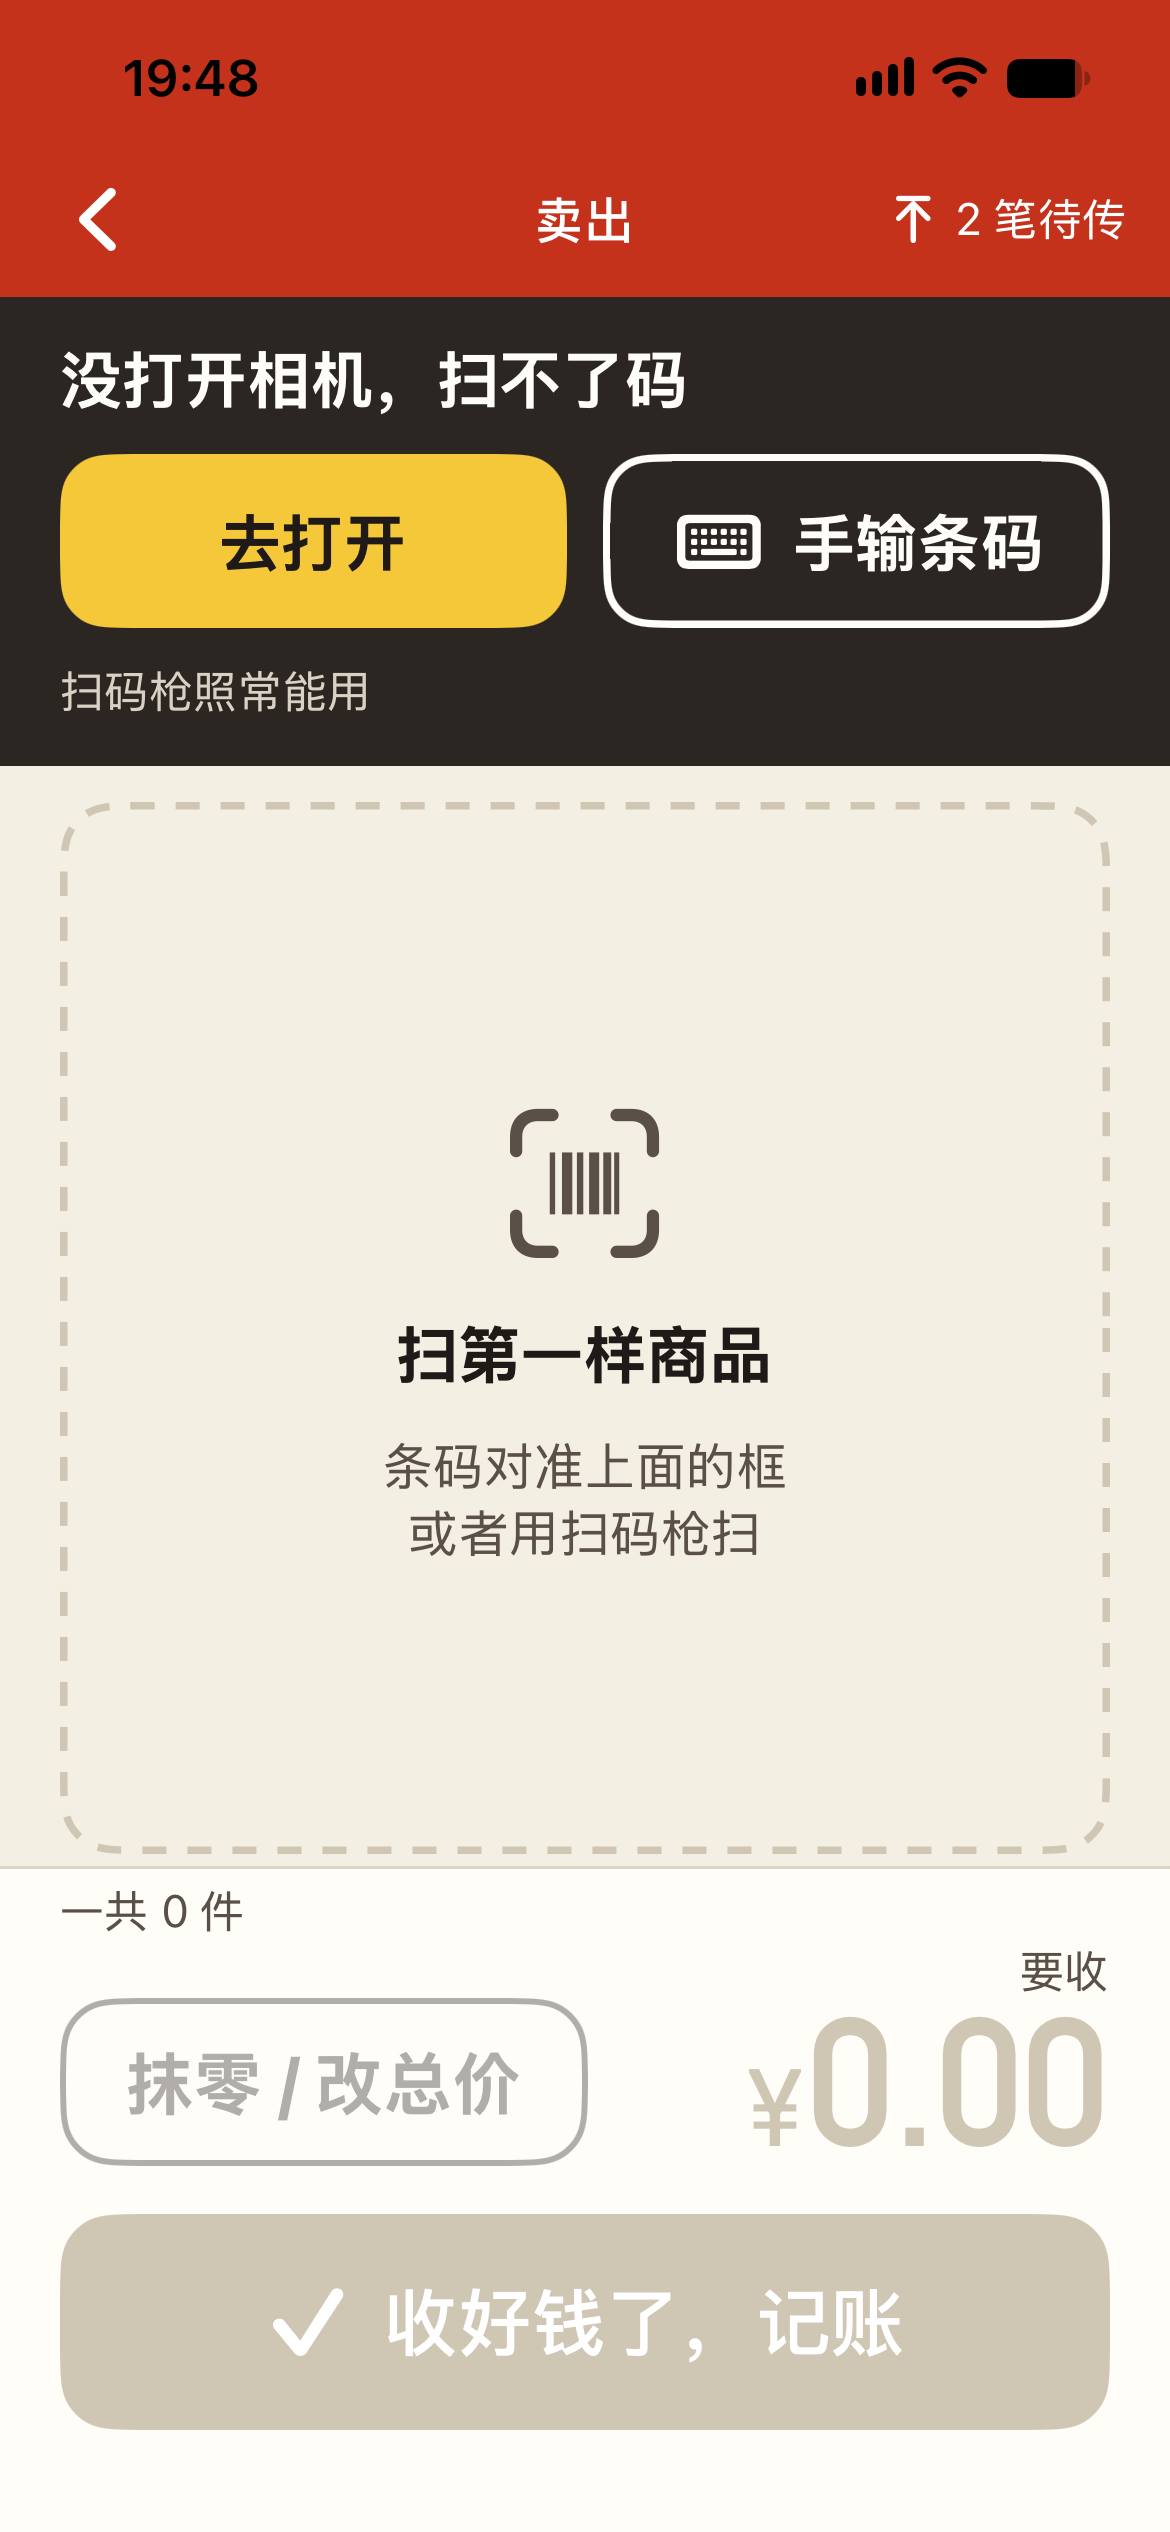 19:48
卖出
2 笔待传
没打开相机，扫不了码
去打开
手输条码
扫码枪照常能用
扫第一样商品
条码对准上面的框
或者用扫码枪扫
一共 0 件
要收
抹零 / 改总价
¥0.00
收好钱了，记账